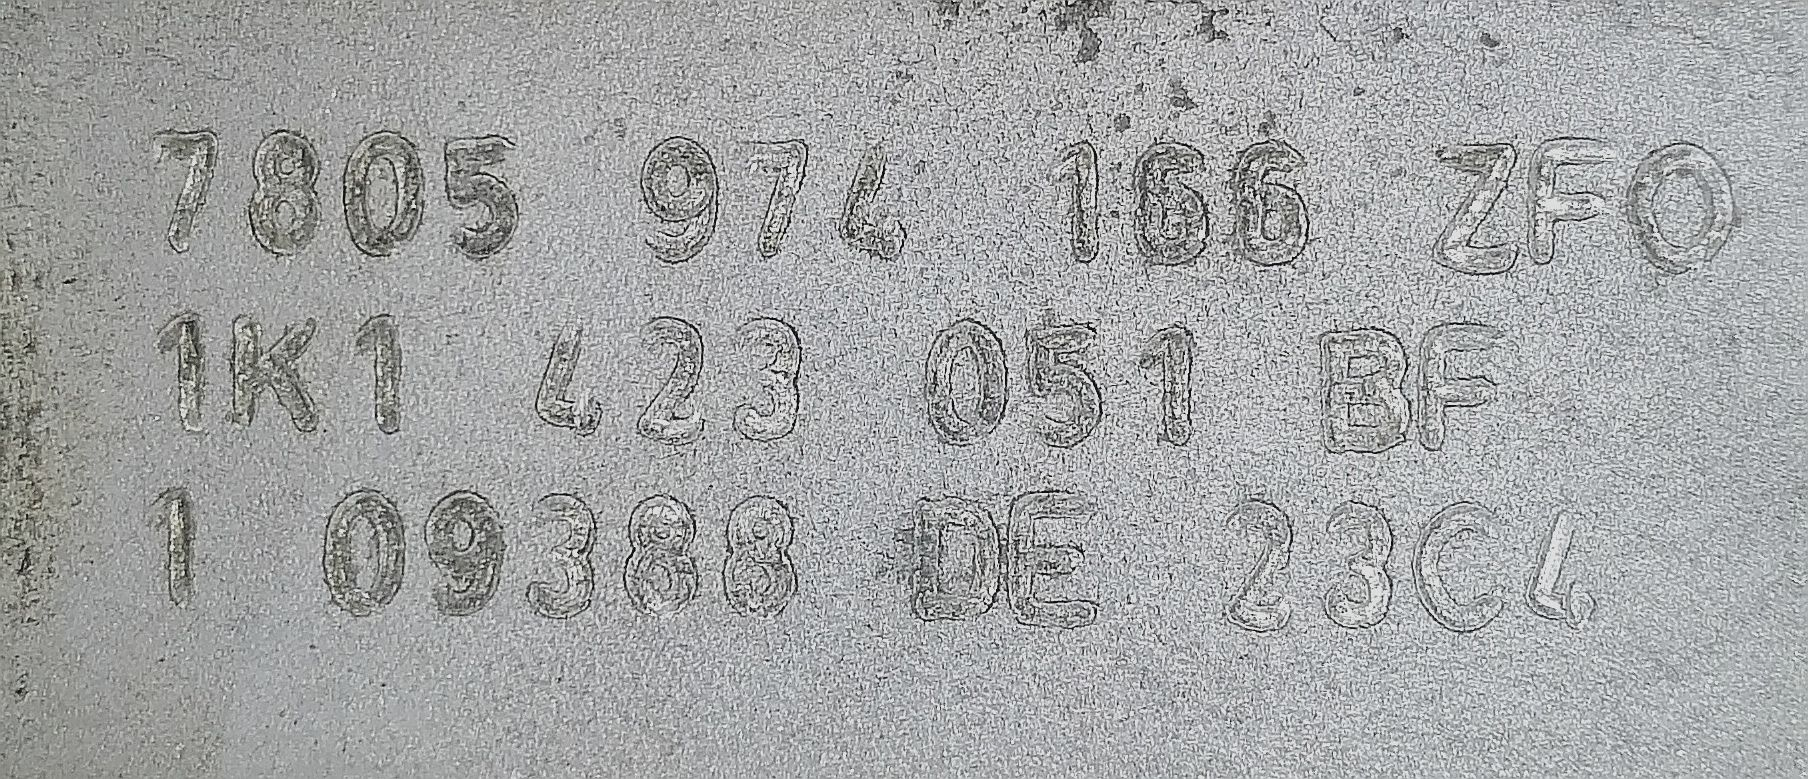 7805 974 166 ZFO
1K1 423 051 BF
1 09388 DE 23C4